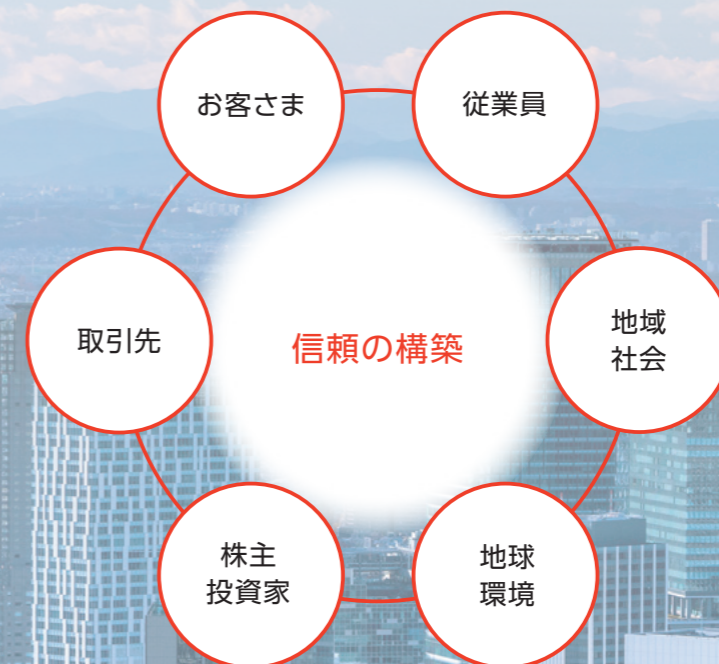 お客さま
従業員
取引先
信頼の構築
地域
社会
株主
投資家
地球
環境